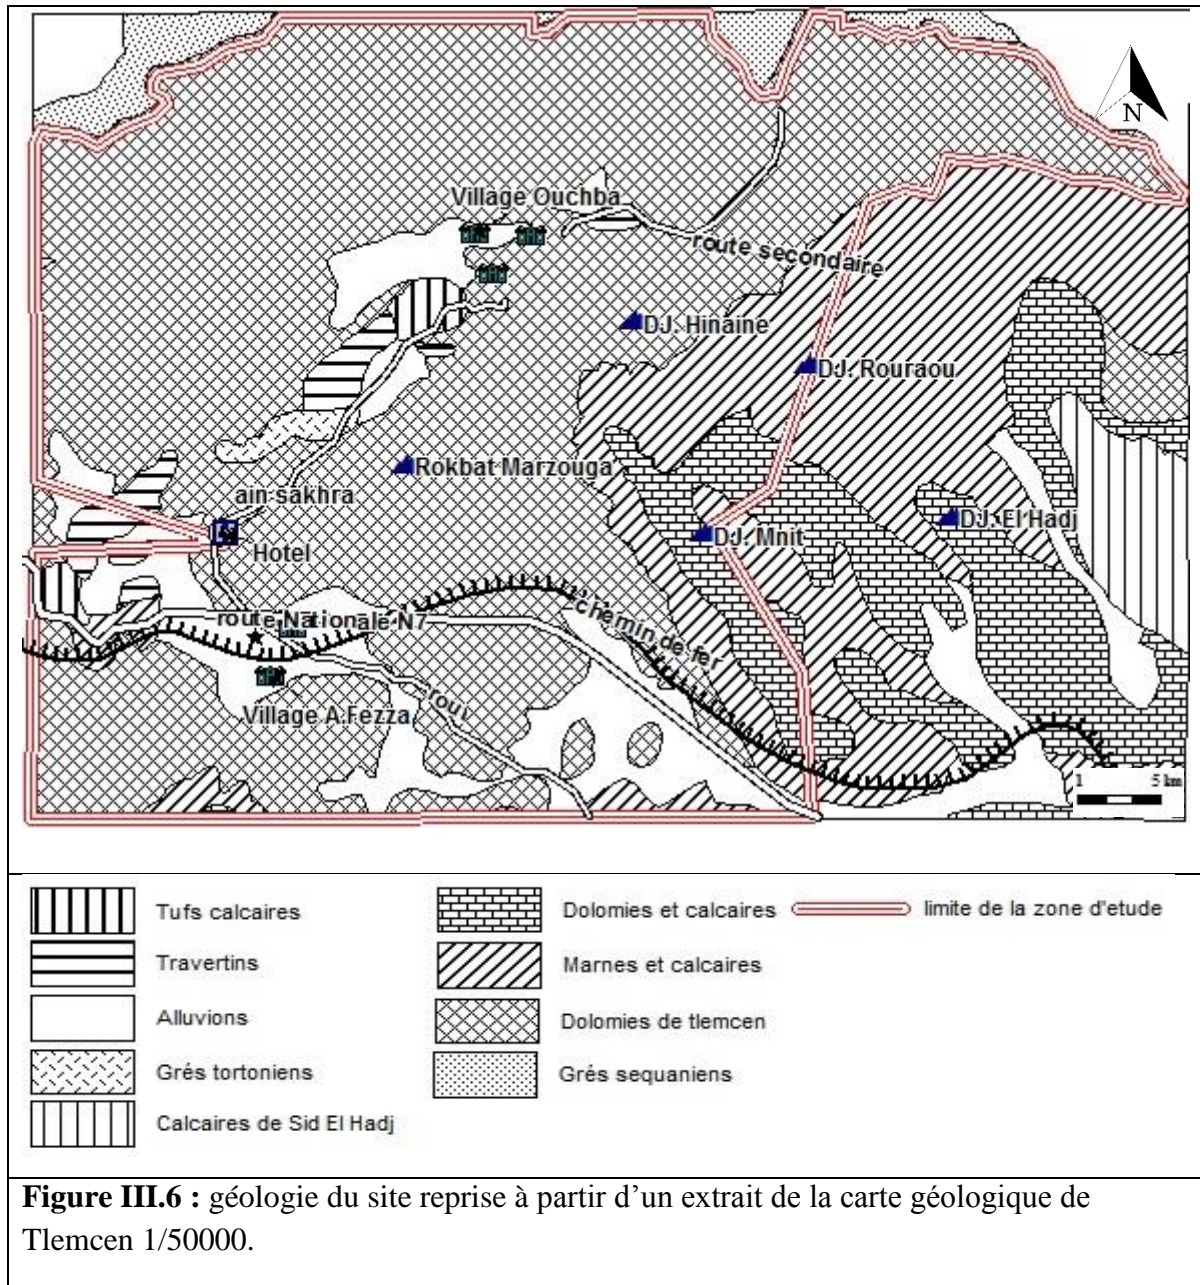 N
Village Ouchba
route secondaire
DJ. Hinaine
DJ. Rouraou
Rokbat Marzouga
ain sakhra
DJ. El Hadj
DJ. Mnit
Hotel
chemin de fer
route Nationale N7
rout
Village A.Fezza
1 5 km
Tufs calcaires
Travertins
Alluvions
Grés tortoniens
Calcaires de Sid El Hadj
Dolomies et calcaires
Marnes et calcaires
Dolomies de tlemcen
Grés sequaniens
limite de la zone d'etude
Figure III.6 : géologie du site reprise à partir d'un extrait de la carte géologique de
Tlemcen 1/50000.